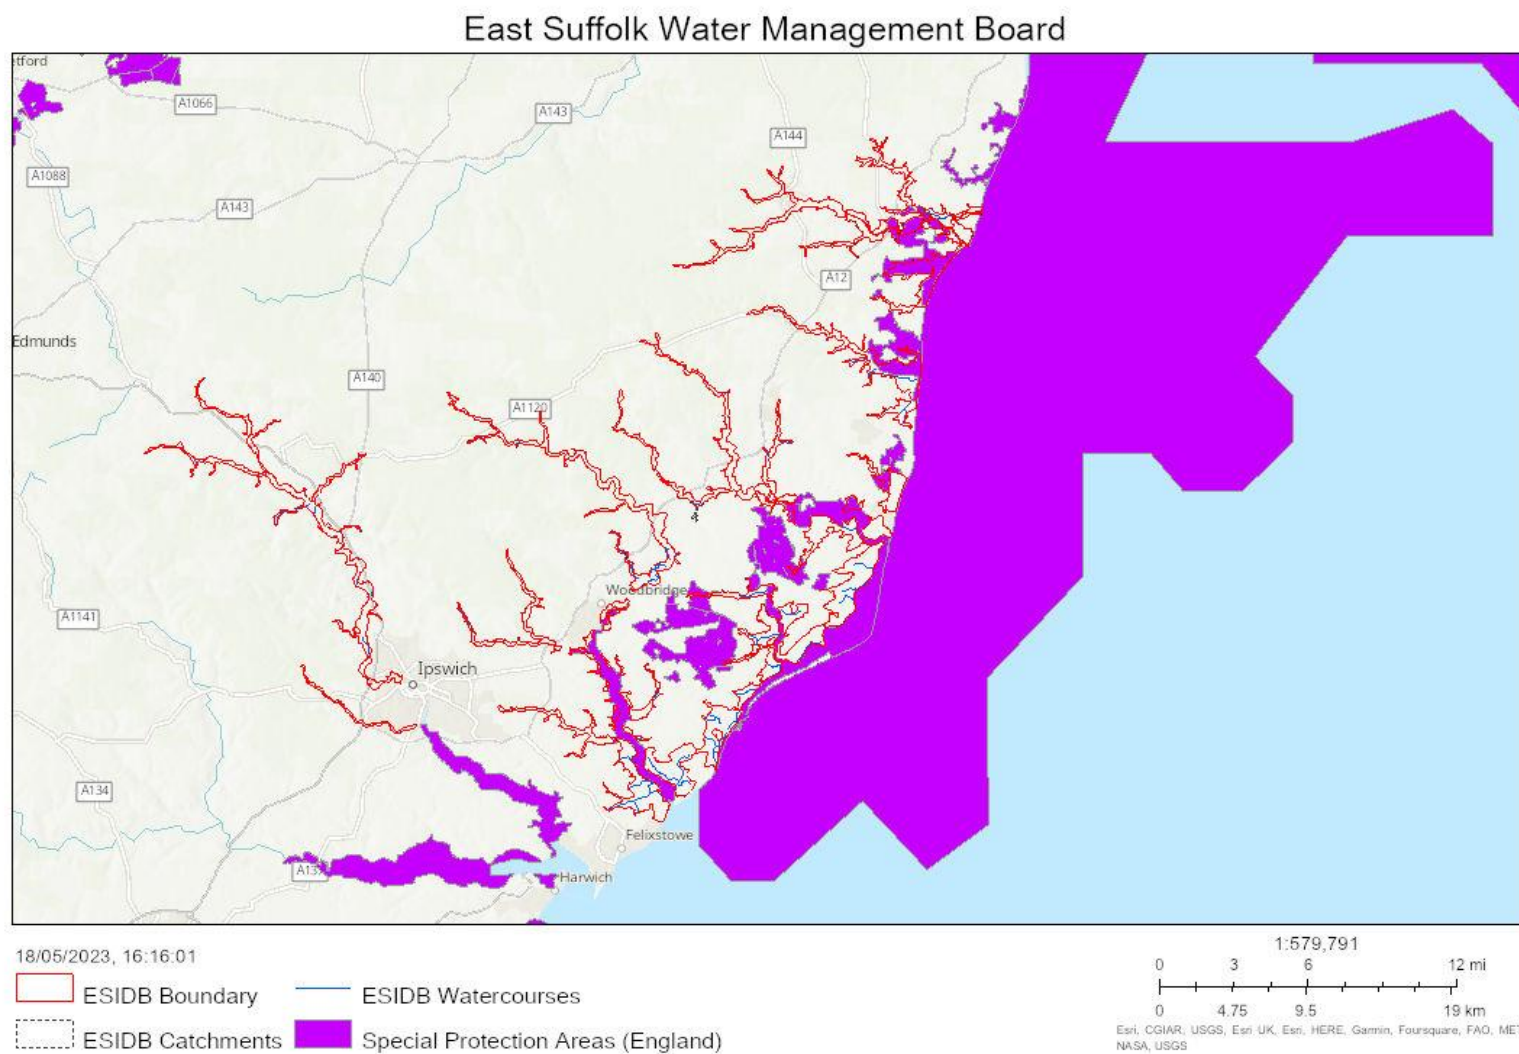 East Suffolk Water Management Board
etford
A1066
A143
A144
A1088
A143
A12
Edmunds
A140
A1120
Woodbridge
A1141
Ipswich
A134
Felixstowe
A137
Harwich
18/05/2023, 16:16:01
1:579,791
0 3 6 12 mi
0 4.75 9.5 19 km
ESIDB Boundary
ESIDB Watercourses
ESIDB Catchments
Special Protection Areas (England)
Esri, CGIAR, USGS, Esri UK, Esri, HERE, Garmin, Foursquare, FAO, MET
NASA, USGS